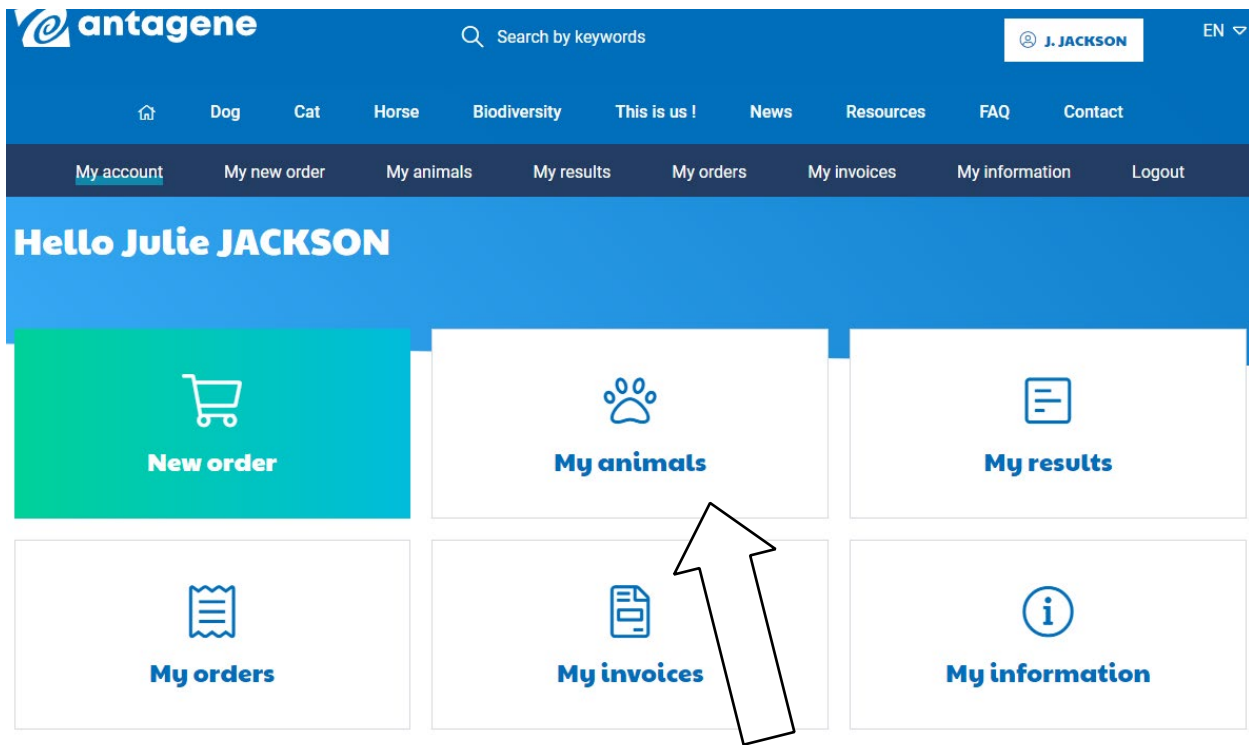 antagene
Search by keywords
J. JACKSON
EN
Dog Cat Horse Biodiversity This is us ! News Resources FAQ Contact
My account My new order My animals My results My orders My invoices My information Logout
Hello Julie JACKSON
New order My animals My results
My orders My invoices My information